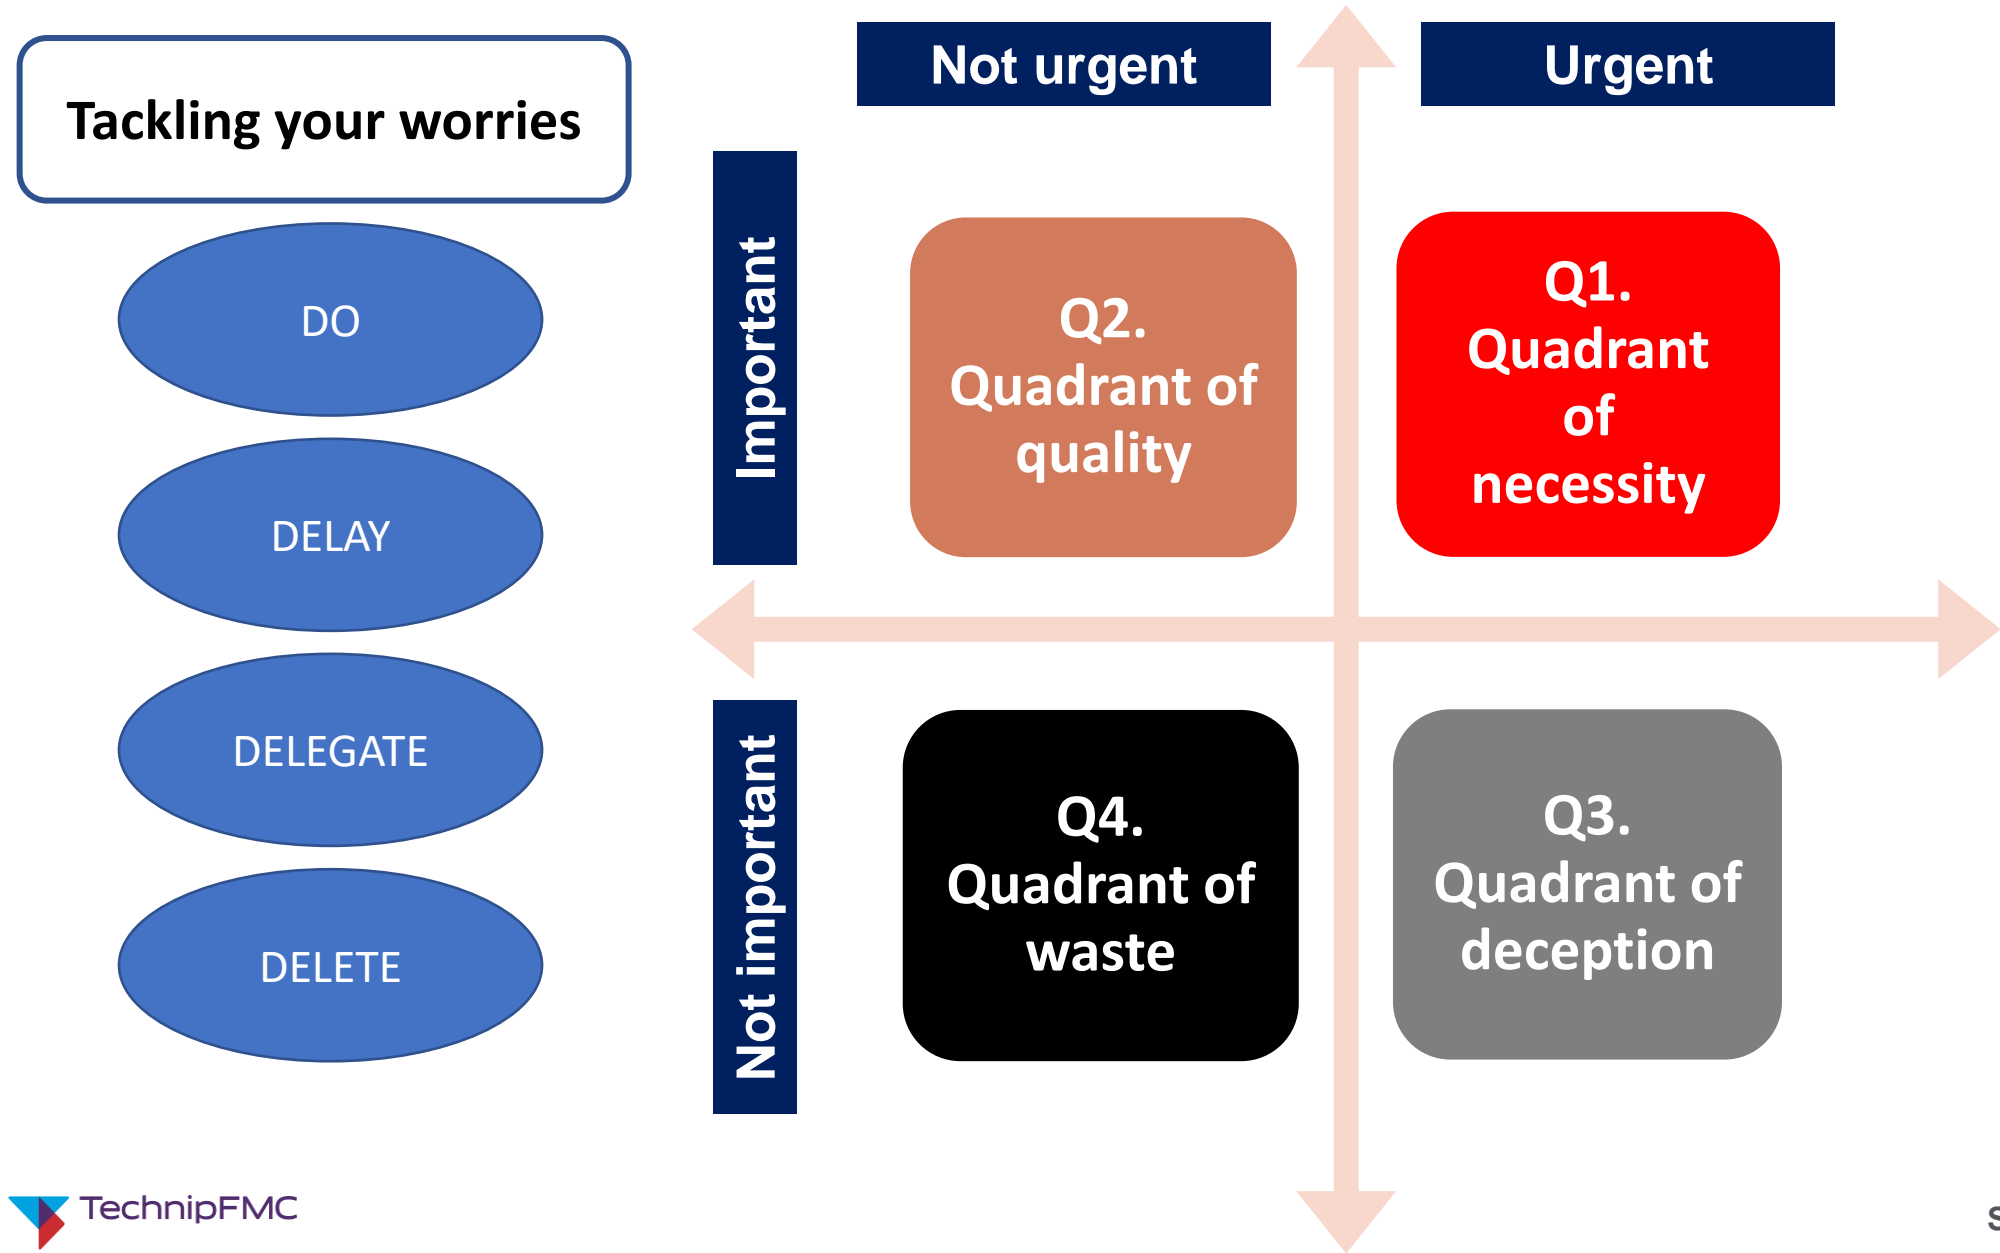 Tackling your worries
DO
DELAY
DELEGATE
DELETE
Not urgent
Urgent
Important
Not important
Q2.
Quadrant of
quality
Q1.
Quadrant
of
necessity
Q4.
Quadrant of
waste
Q3.
Quadrant of
deception
TechnipFMC